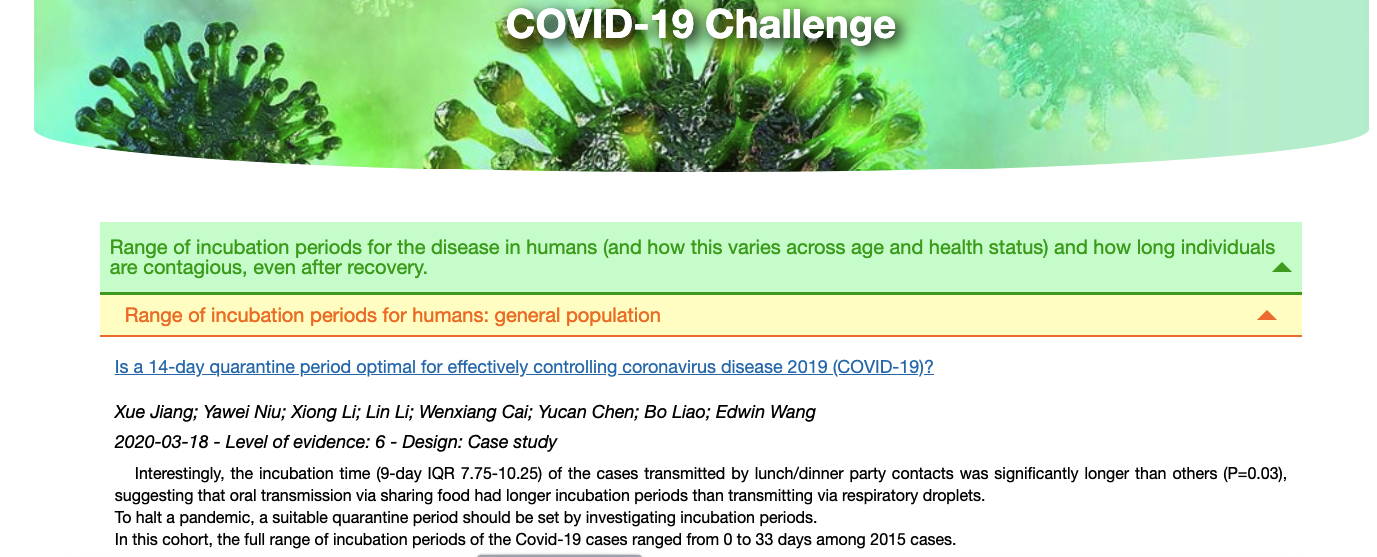 COVID-19 Challenge
Range of incubation periods for the disease in humans (and how this varies across age and health status) and how long individuals
are contagious, even after recovery.
Range of incubation periods for humans: general population
Is a 14-day quarantine period optimal for effectively controlling coronavirus disease 2019 (COVID-19)?
Xue Jiang; Yawei Niu; Xiong Li; Lin Li; Wenxiang Cai; Yucan Chen; Bo Liao; Edwin Wang
2020-03-18 - Level of evidence: 6 - Design: Case study
Interestingly, the incubation time (9-day IQR 7.75-10.25) of the cases transmitted by lunch/dinner party contacts was significantly longer than others (P=0.03),
suggesting that oral transmission via sharing food had longer incubation periods than transmitting via respiratory droplets.
To halt a pandemic, a suitable quarantine period should be set by investigating incubation periods.
In this cohort, the full range of incubation periods of the Covid-19 cases ranged from 0 to 33 days among 2015 cases.